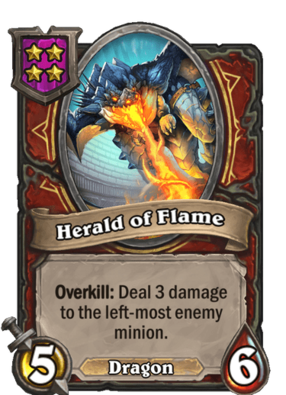 Herald of Flame
Overkill: Deal 3 damage
to the left-most enemy
minion.
5
Dragon
6